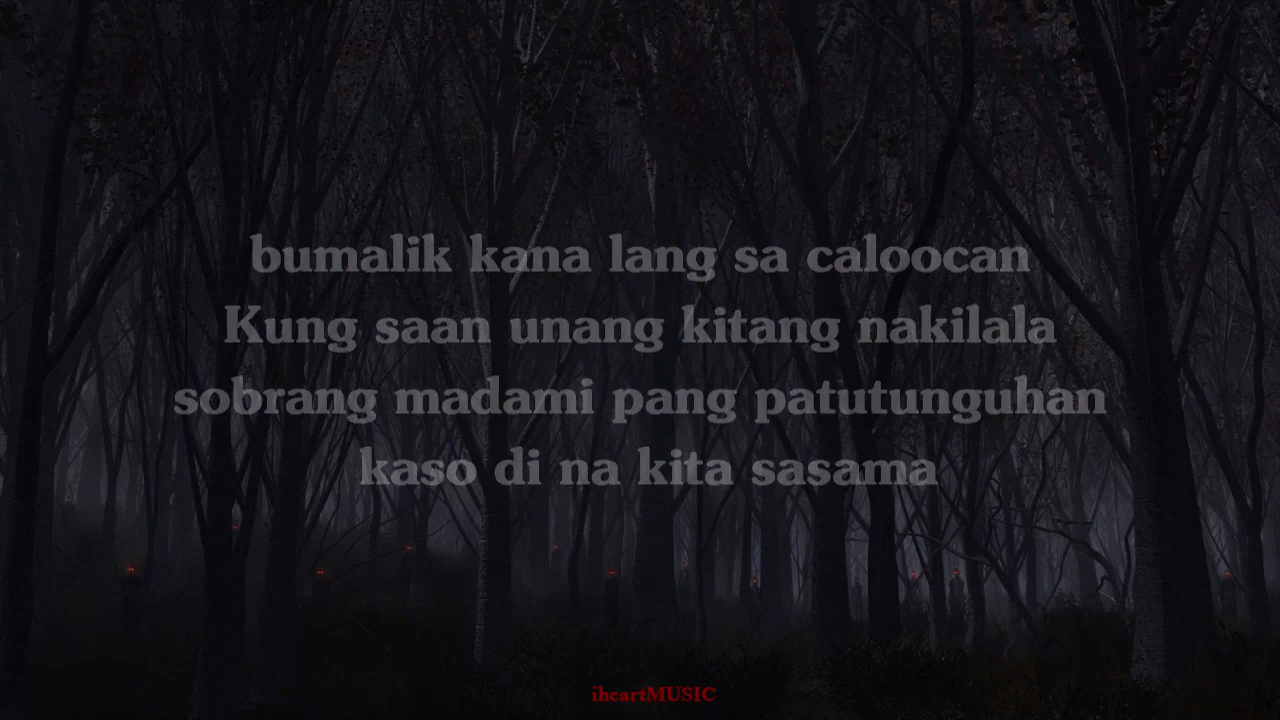 bumalik kana lang sa caloocan
Kung saan unang kitang nakilala
sobrang madami pang patutunguhan
kaso di na kita sasama
iheartMUSIC